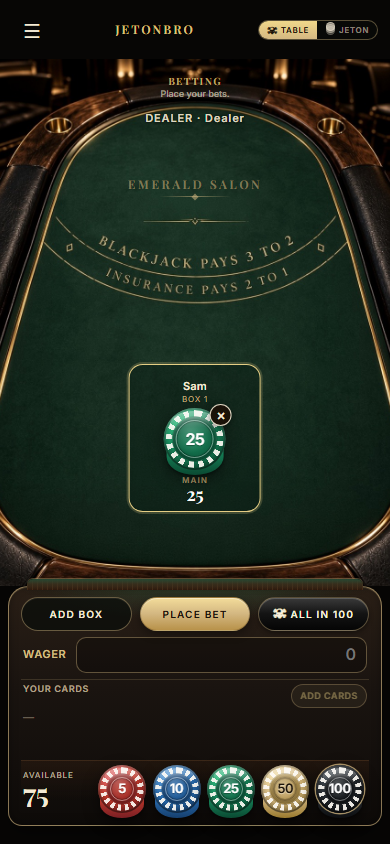 JETONBRO
TABLE
JETON
BETTING
Place your bets.
DEALER · Dealer
EMERALD SALON
BLACKJACK PAYS 3 TO 2
INSURANCE PAYS 2 TO 1
Sam
BOX 1
×
25
MAIN
25
ADD BOX
PLACE BET
ALL IN 100
WAGER
0
YOUR CARDS
ADD CARDS
—
AVAILABLE
75
5
10
25
50
100